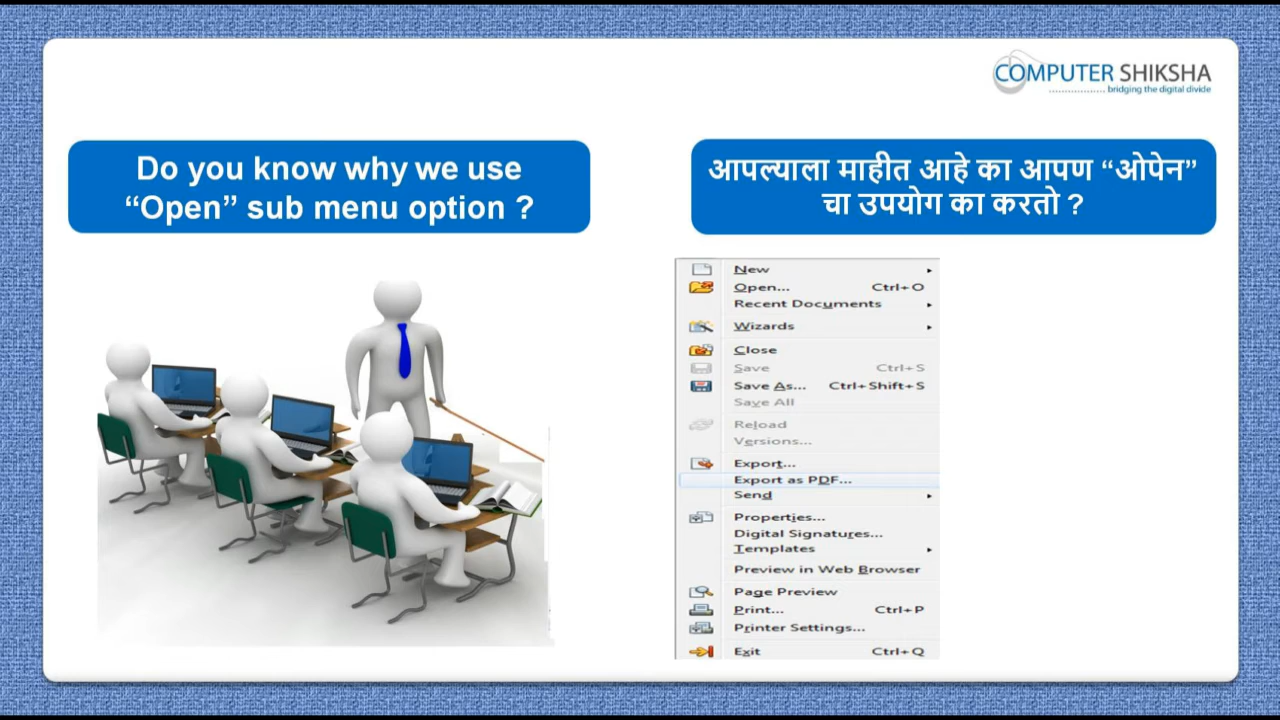 COMPUTER SHIKSHA
bridging the digital divide
Do you know why we use
“Open” sub menu option ?
आपल्याला माहीत आहे का आपण “ओपेन”
चा उपयोग का करतो ?
New
Open... Ctrl+O
Recent Documents
Wizards
Close
Save Ctrl+S
Save As... Ctrl+Shift+S
Save All
Reload
Versions...
Export...
Export as PDF...
Send
Properties...
Digital Signatures...
Templates
Preview in Web Browser
Page Preview
Print... Ctrl+P
Printer Settings...
Exit Ctrl+Q